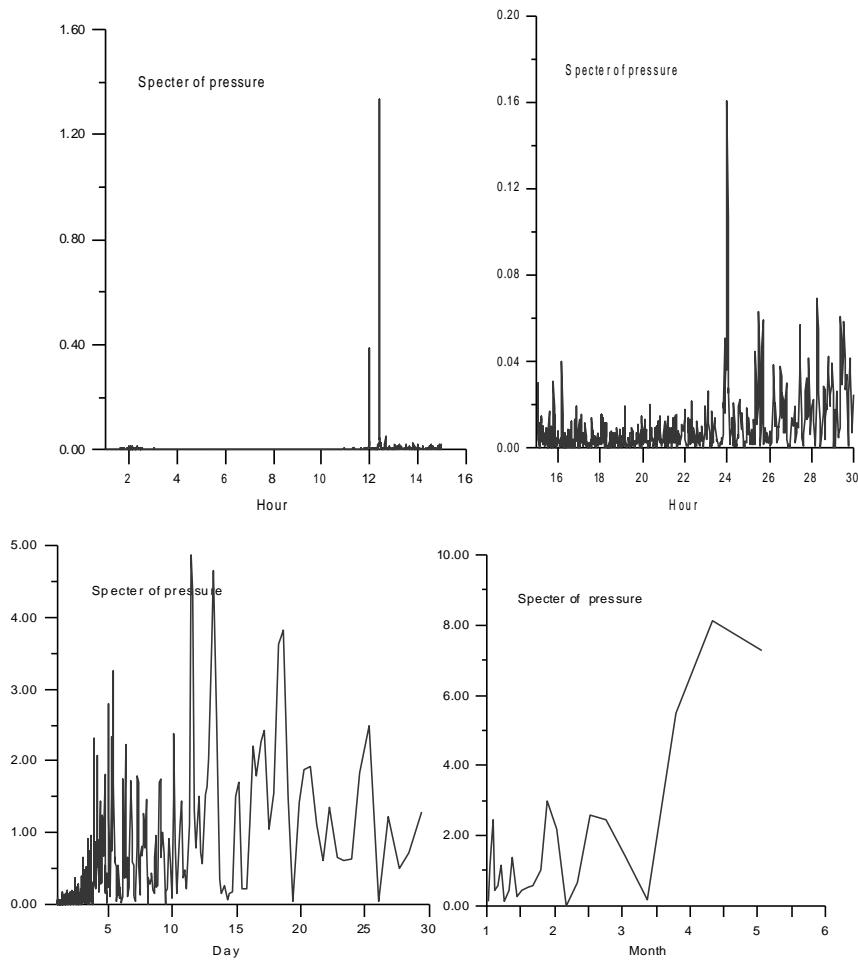 1.60
Specter of pressure
1.20
0.80
0.40
0.00
2 4 6 8 10 12 14 16
Hour
0.20
Specter of pressure
0.16
0.12
0.08
0.04
0.00
16 18 20 22 24 26 28 30
Hour
5.00
Specter of pressure
4.00
3.00
2.00
1.00
0.00
5 10 15 20 25 30
Day
10.00
Specter of pressure
8.00
6.00
4.00
2.00
0.00
1 2 3 4 5 6
Month